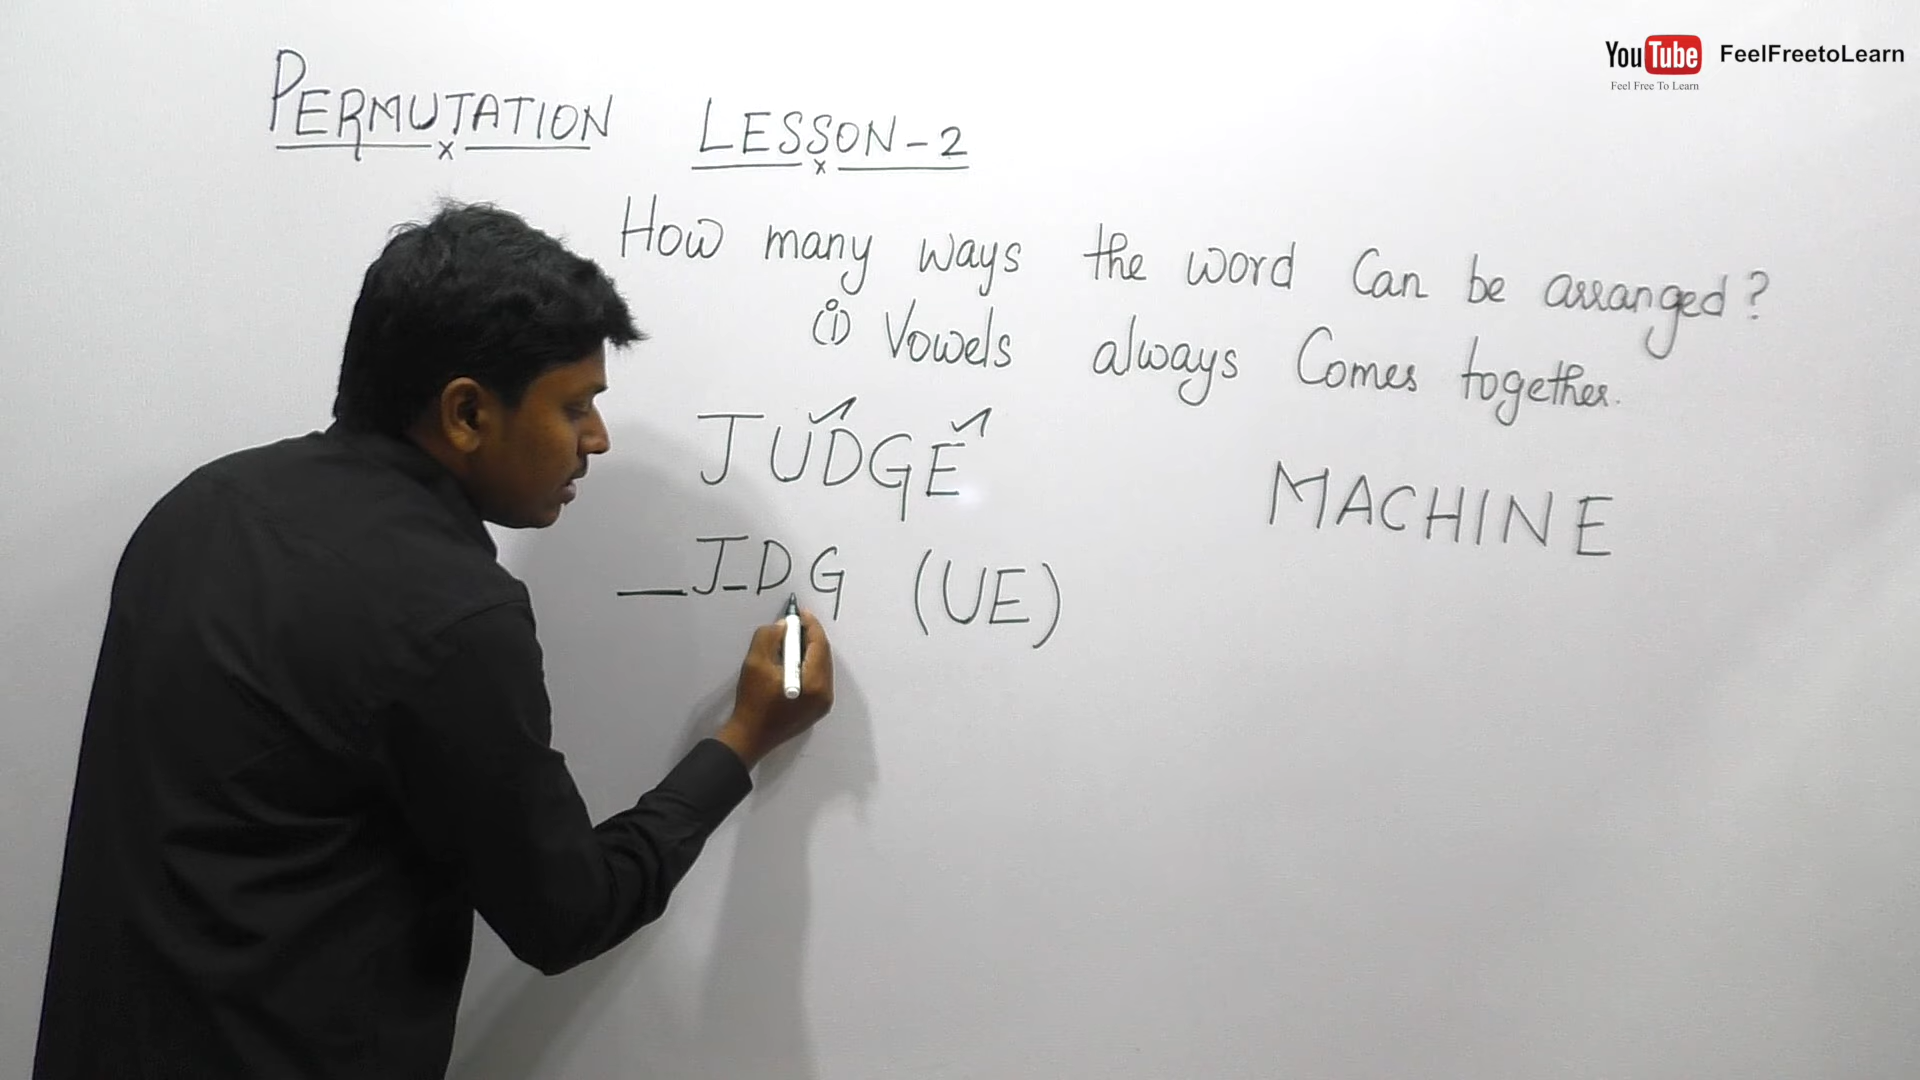 YouTube FeelFreetoLearn
Feel Free To Learn
PERMUTATION LESSON-2
How many ways the word Can be arranged?
(i) Vowels always Comes together.
JUDGE
MACHINE
_J_DG (UE)